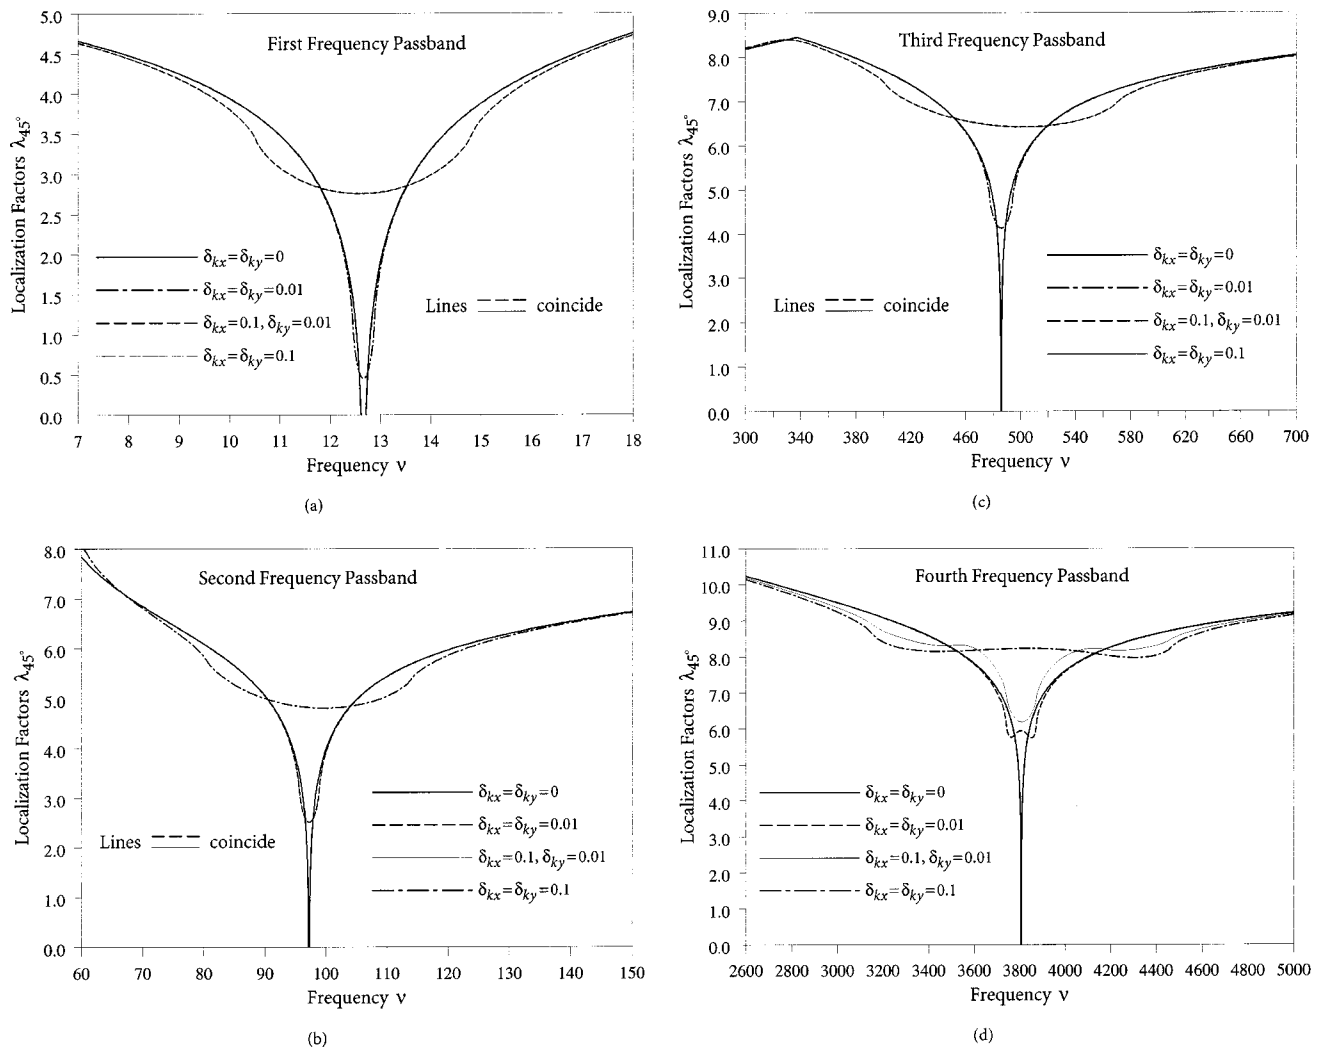 First Frequency Passband
Localization Factors λ45°
5.0
4.5
4.0
3.5
3.0
2.5
2.0
1.5
1.0
0.5
0.0
δkx=δky=0
δkx=δky=0.01
δkx=0.1, δky=0.01
δkx=δky=0.1
Lines coincide
7 8 9 10 11 12 13 14 15 16 17 18
Frequency ν
(a)
Third Frequency Passband
Localization Factors λ45°
9.0
8.0
7.0
6.0
5.0
4.0
3.0
2.0
1.0
0.0
Lines coincide
δkx=δky=0
δkx=δky=0.01
δkx=0.1, δky=0.01
δkx=δky=0.1
300 340 380 420 460 500 540 580 620 660 700
Frequency ν
(c)
Second Frequency Passband
Localization Factors λ45°
8.0
7.0
6.0
5.0
4.0
3.0
2.0
1.0
0.0
Lines coincide
δkx=δky=0
δkx=δky=0.01
δkx=0.1, δky=0.01
δkx=δky=0.1
60 70 80 90 100 110 120 130 140 150
Frequency ν
(b)
Fourth Frequency Passband
Localization Factors λ45°
11.0
10.0
9.0
8.0
7.0
6.0
5.0
4.0
3.0
2.0
1.0
0.0
δkx=δky=0
δkx=δky=0.01
δkx=0.1, δky=0.01
δkx=δky=0.1
2600 2800 3000 3200 3400 3600 3800 4000 4200 4400 4600 4800 5000
Frequency ν
(d)